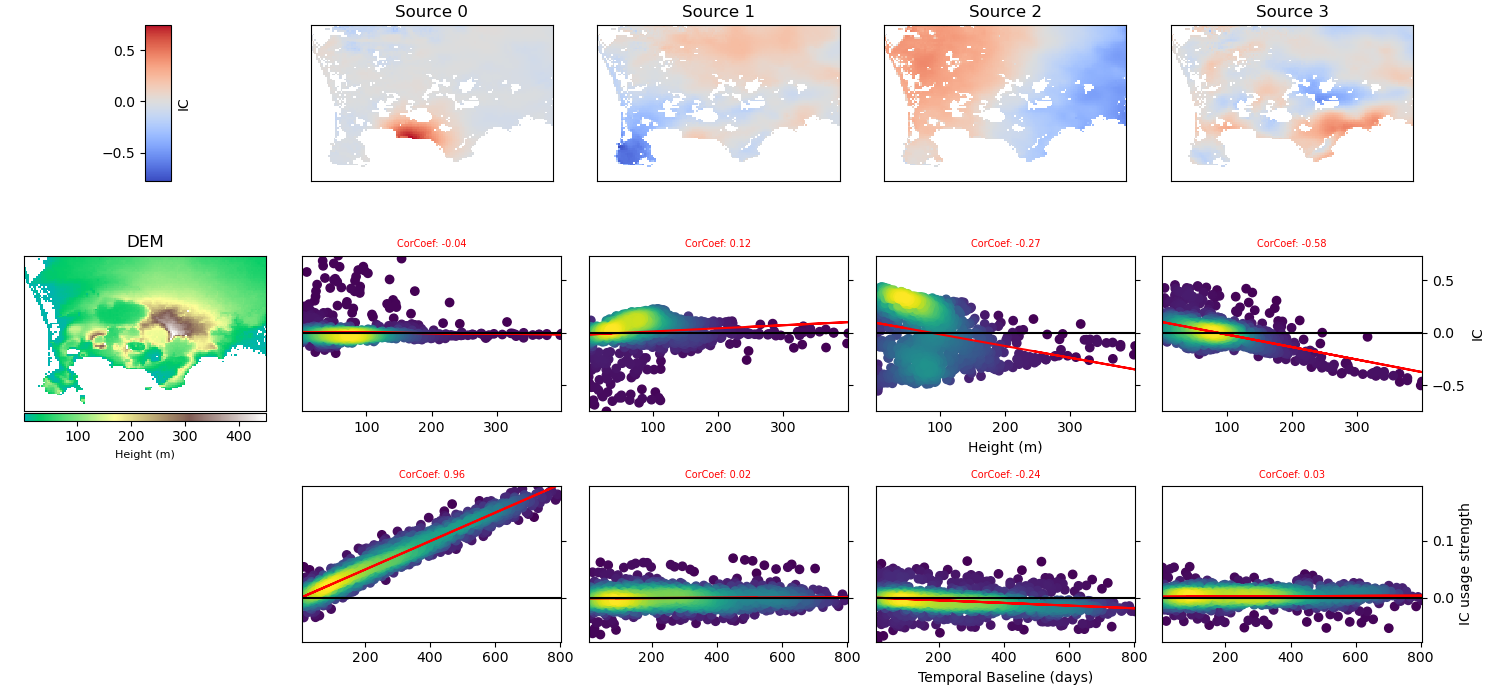 Source 0
Source 1
Source 2
Source 3
0.5
0.0
−0.5
IC
DEM
100 200 300 400
Height (m)
CorCoef: -0.04
CorCoef: 0.12
CorCoef: -0.27
CorCoef: -0.58
0.5
0.0
−0.5
IC
100 200 300
100 200 300
100 200 300
100 200 300
Height (m)
CorCoef: 0.96
CorCoef: 0.02
CorCoef: -0.24
CorCoef: 0.03
0.1
0.0
IC usage strength
200 400 600 800
200 400 600 800
200 400 600 800
200 400 600 800
Temporal Baseline (days)